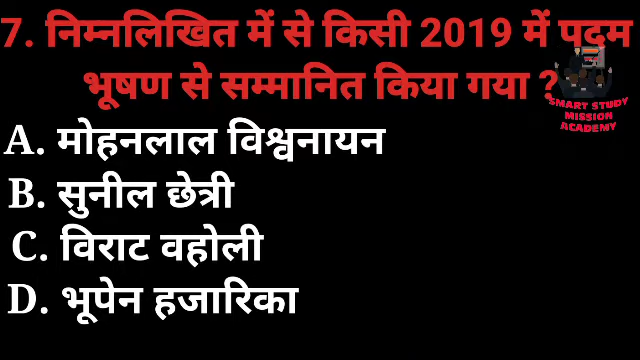 7. निम्नलिखित में से किसी 2019 में पदम
भूषण से सम्मानित किया गया ?
SMART STUDY
MISSION
ACADEMY
A. मोहनलाल विश्वनायन
B. सुनील छेत्री
C. विराट वहोली
D. भूपेन हजारिका